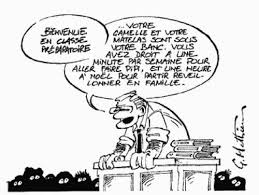 BIENVENUE
EN CLASSE
PRÉPARATOIRE
...VOTRE
GAMELLE ET VOTRE
MATELAS SONT SOUS
VOTRE BANC. VOUS
AVEZ DROIT À UNE
MINUTE PAR SEMAINE POUR
ALLER FAIRE PIPI, ET UNE HEURE
À NOËL POUR PARTIR RÉVEIL-
LONNER EN FAMILLE...